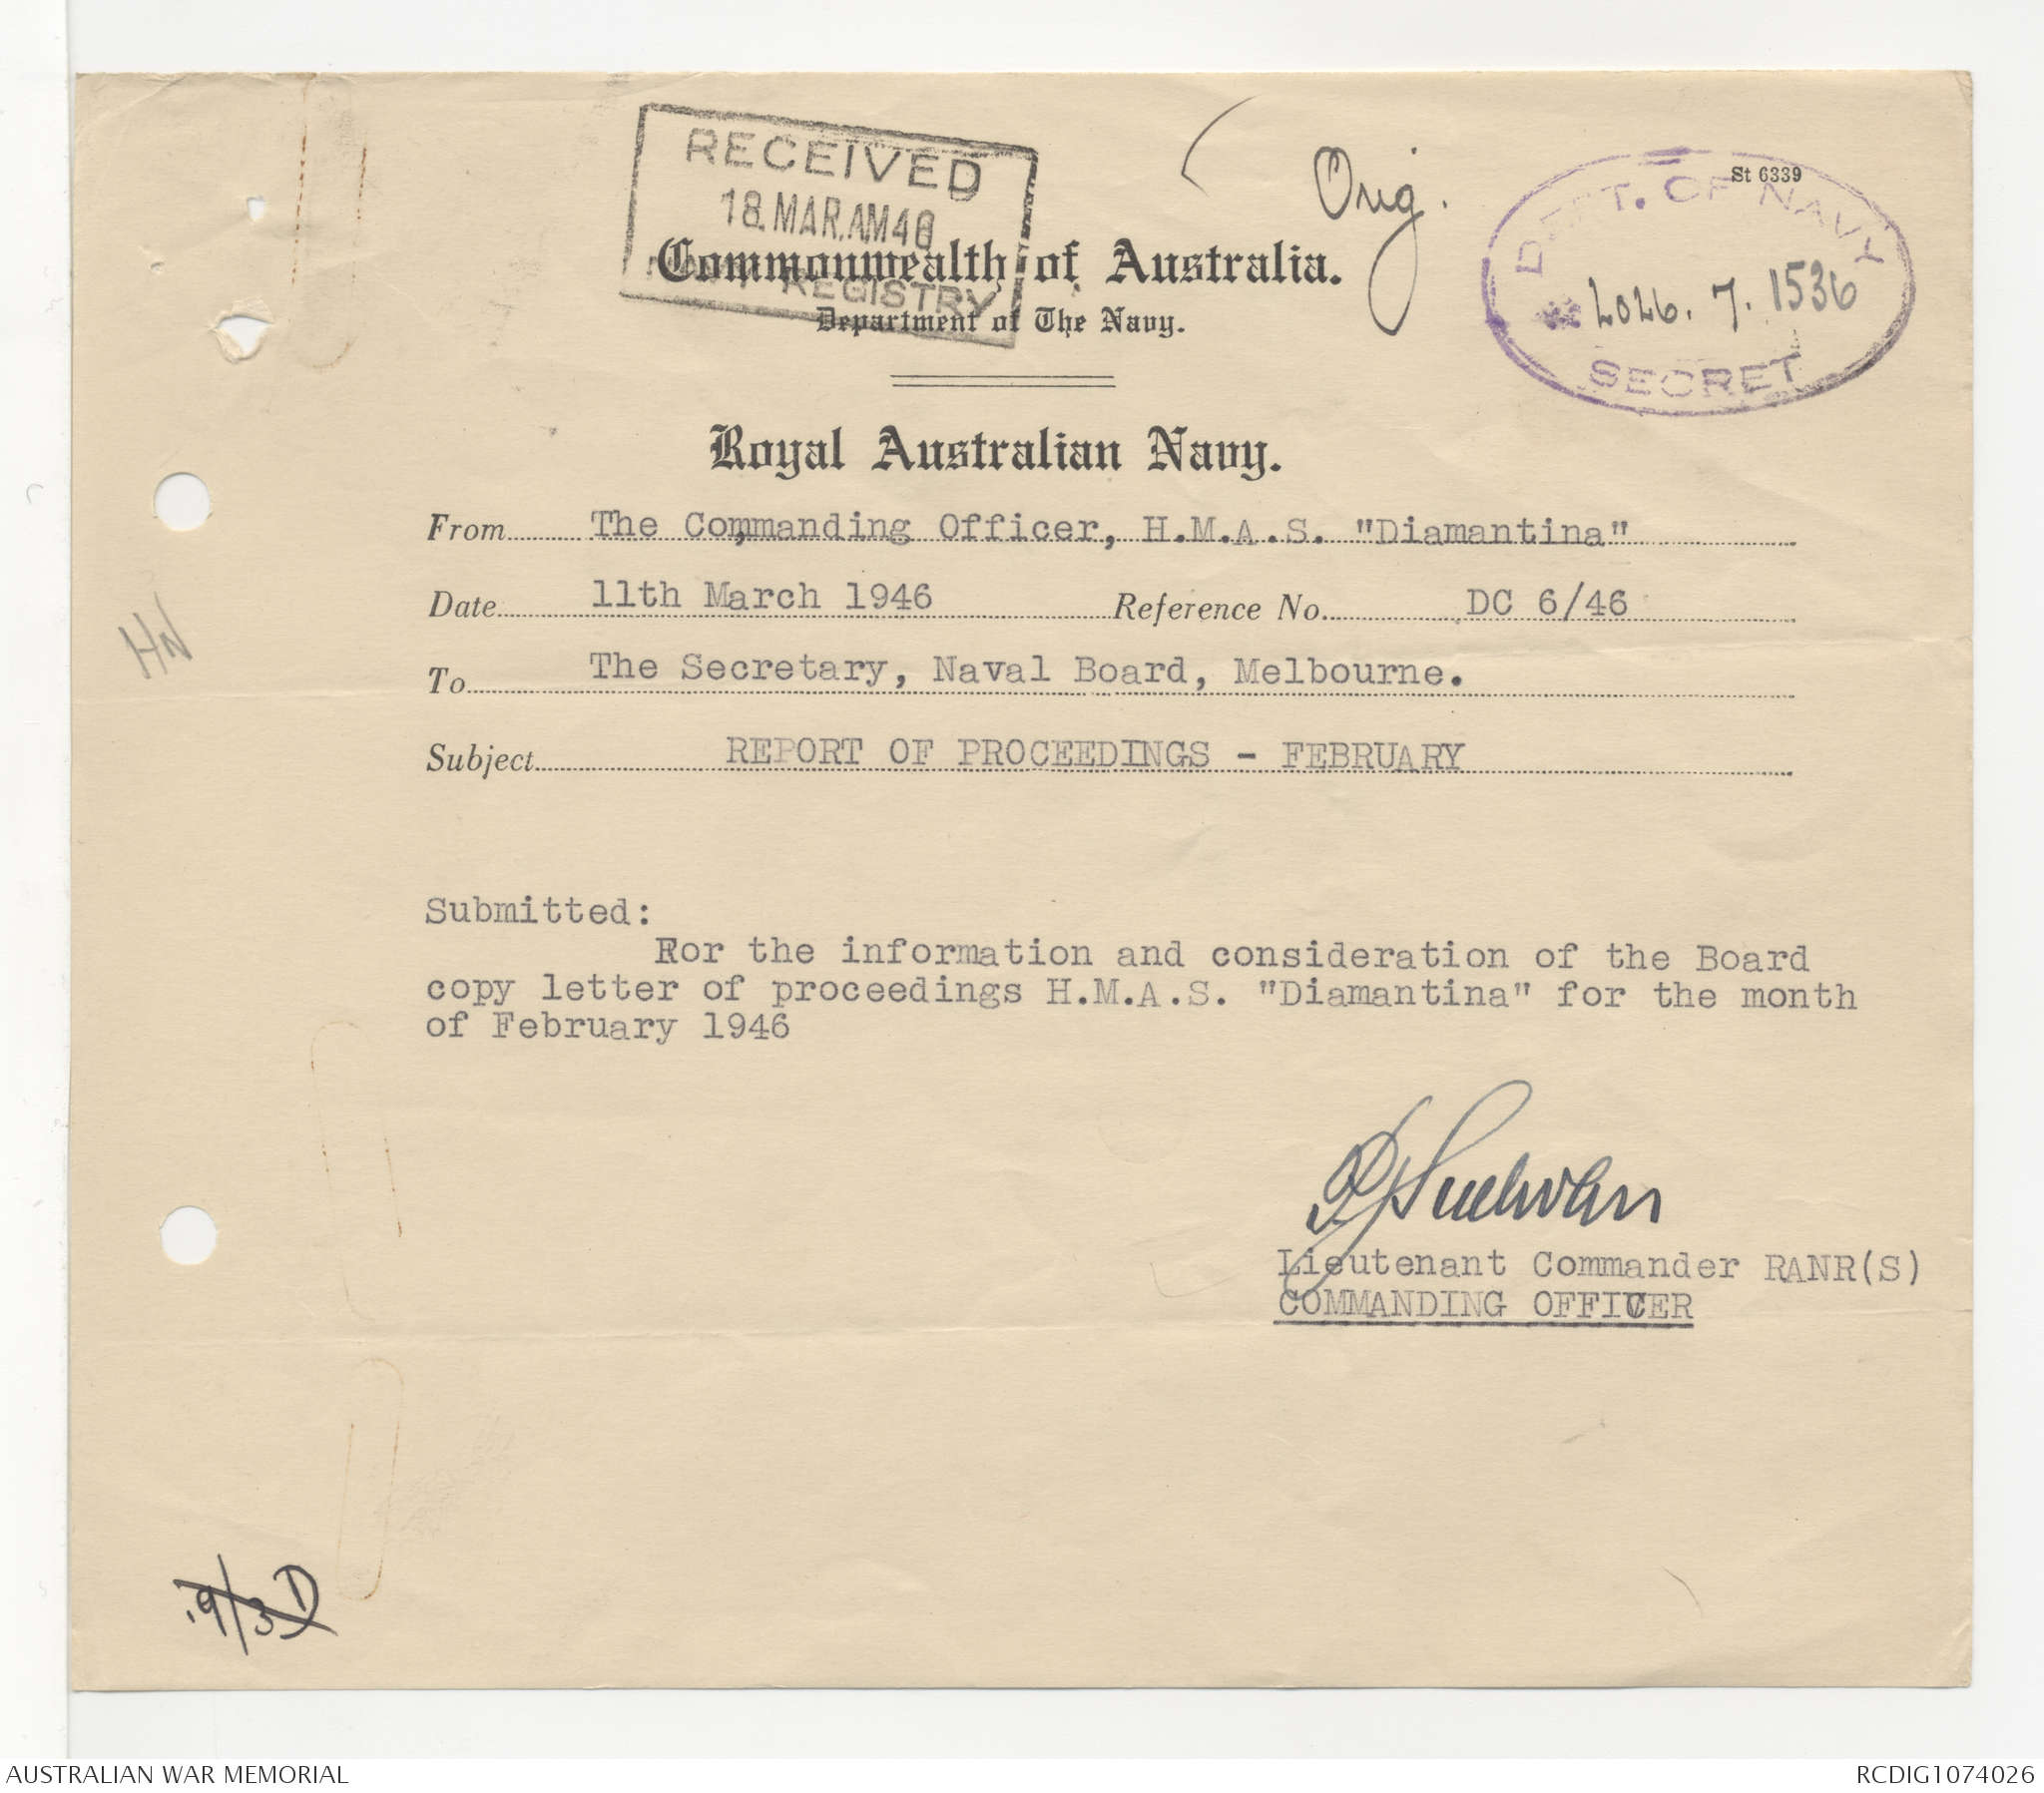 RECEIVED
18.MAR.AM46
REGISTRY
Orig.
St 6339
DEPT. OF NAVY
2026. 7. 1536
SECRET
Commonwealth of Australia.
Department of The Navy.
Royal Australian Navy.
From The Commanding Officer, H.M.A.S. "Diamantina"
Date 11th March 1946 Reference No. DC 6/46
HN
To The Secretary, Naval Board, Melbourne.
Subject REPORT OF PROCEEDINGS - FEBRUARY
Submitted:
For the information and consideration of the Board
copy letter of proceedings H.M.A.S. "Diamantina" for the month
of February 1946
Lieutenant Commander RANR(S)
COMMANDING OFFICER
19/3 D
AUSTRALIAN WAR MEMORIAL
RCDIG1074026